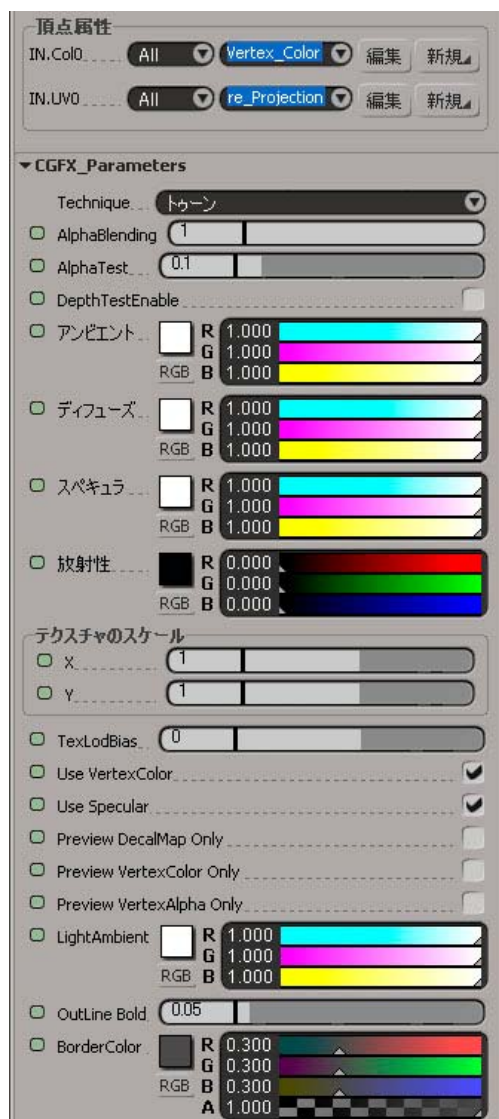 頂点属性
IN.Col0 All Vertex_Color 編集 新規
IN.UV0 All re_Projection 編集 新規
CGFX_Parameters
Technique トゥーン
AlphaBlending 1
AlphaTest 0.1
DepthTestEnable
アンビエント R 1.000
G 1.000
RGB B 1.000
ディフューズ R 1.000
G 1.000
RGB B 1.000
スペキュラ R 1.000
G 1.000
RGB B 1.000
放射性 R 0.000
G 0.000
RGB B 0.000
テクスチャのスケール
X 1
Y 1
TexLodBias 0
Use VertexColor
Use Specular
Preview DecalMap Only
Preview VertexColor Only
Preview VertexAlpha Only
LightAmbient R 1.000
G 1.000
RGB B 1.000
OutLine Bold 0.05
BorderColor R 0.300
G 0.300
RGB B 0.300
A 1.000